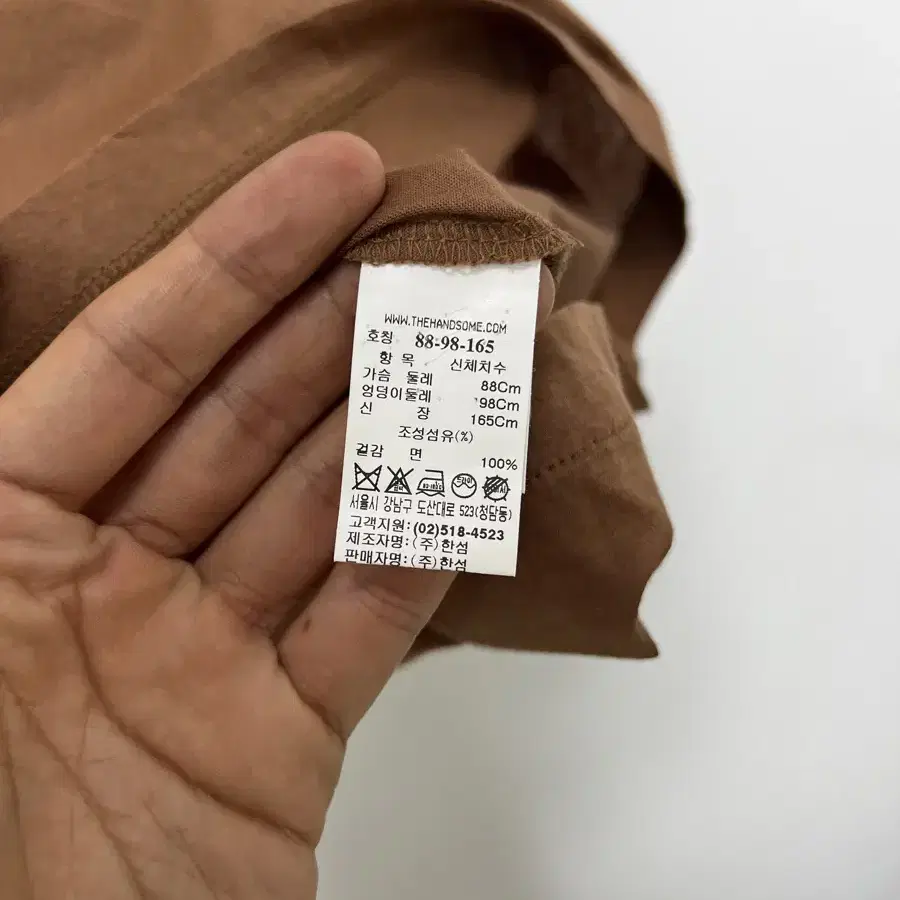 WWW.THEHANDSOME.COM
호칭 88-98-165
항 목 신체치수
가슴 둘레 88Cm
엉덩이둘레 98Cm
신 장 165Cm
조성섬유(%)
겉감 면 100%
서울시 강남구 도산대로 523(청담동)
고객지원: (02)518-4523
제조자명: (주)한섬
판매자명: (주)한섬